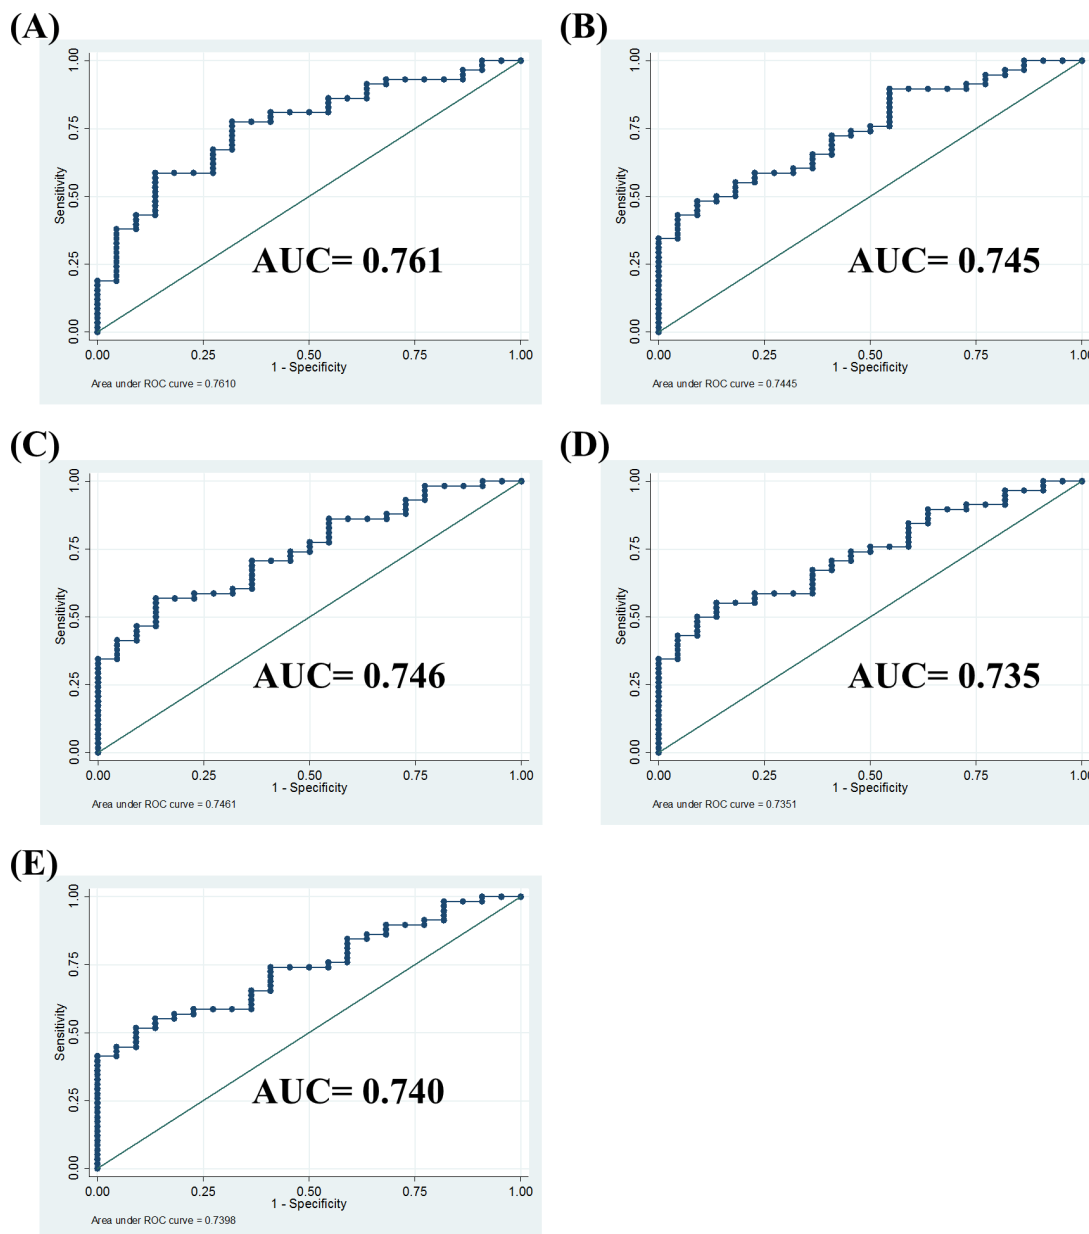 (A)
1.00
0.75
0.50
0.25
0.00
Sensitivity
AUC= 0.761
0.00 0.25 0.50 0.75 1.00
1 - Specificity
Area under ROC curve = 0.7610
(B)
1.00
0.75
0.50
0.25
0.00
Sensitivity
AUC= 0.745
0.00 0.25 0.50 0.75 1.00
1 - Specificity
Area under ROC curve = 0.7445
(C)
1.00
0.75
0.50
0.25
0.00
Sensitivity
AUC= 0.746
0.00 0.25 0.50 0.75 1.00
1 - Specificity
Area under ROC curve = 0.7461
(D)
1.00
0.75
0.50
0.25
0.00
Sensitivity
AUC= 0.735
0.00 0.25 0.50 0.75 1.00
1 - Specificity
Area under ROC curve = 0.7351
(E)
1.00
0.75
0.50
0.25
0.00
Sensitivity
AUC= 0.740
0.00 0.25 0.50 0.75 1.00
1 - Specificity
Area under ROC curve = 0.7398